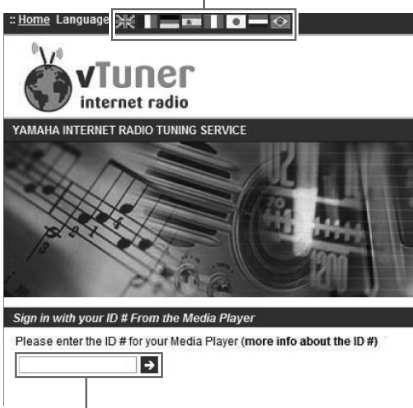 :: Home Language
vTuner
internet radio
YAMAHA INTERNET RADIO TUNING SERVICE
Sign in with your ID # From the Media Player
Please enter the ID # for your Media Player (more info about the ID #)